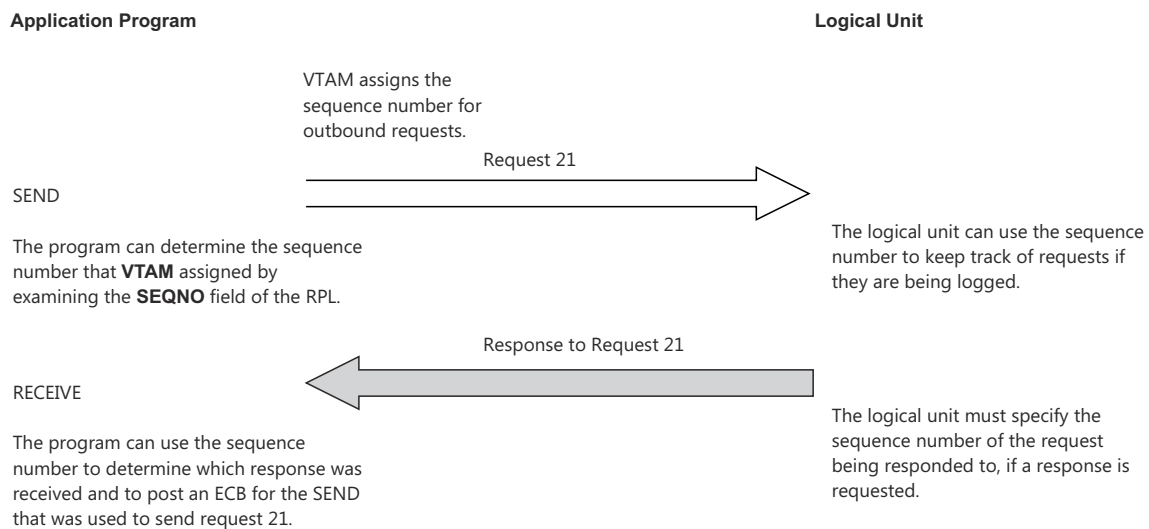 Application Program
Logical Unit
VTAM assigns the
sequence number for
outbound requests.
Request 21
SEND
The program can determine the sequence
number that VTAM assigned by
examining the SEQNO field of the RPL.
The logical unit can use the sequence
number to keep track of requests if
they are being logged.
Response to Request 21
RECEIVE
The program can use the sequence
number to determine which response was
received and to post an ECB for the SEND
that was used to send request 21.
The logical unit must specify the
sequence number of the request
being responded to, if a response is
requested.